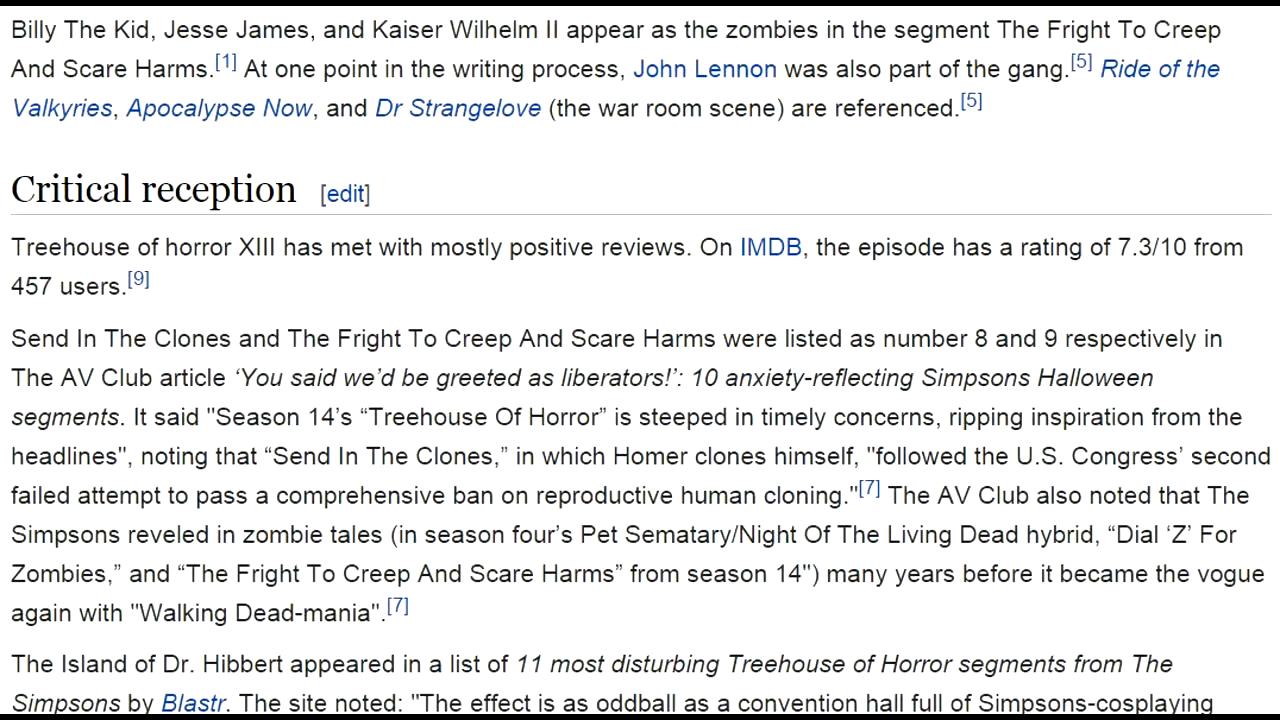 Billy The Kid, Jesse James, and Kaiser Wilhelm II appear as the zombies in the segment The Fright To Creep
And Scare Harms.[1] At one point in the writing process, John Lennon was also part of the gang.[5] Ride of the
Valkyries, Apocalypse Now, and Dr Strangelove (the war room scene) are referenced.[5]
Critical reception [edit]
Treehouse of horror XIII has met with mostly positive reviews. On IMDB, the episode has a rating of 7.3/10 from
457 users.[9]
Send In The Clones and The Fright To Creep And Scare Harms were listed as number 8 and 9 respectively in
The AV Club article ‘You said we’d be greeted as liberators!’: 10 anxiety-reflecting Simpsons Halloween
segments. It said "Season 14’s “Treehouse Of Horror” is steeped in timely concerns, ripping inspiration from the
headlines", noting that “Send In The Clones,” in which Homer clones himself, "followed the U.S. Congress’ second
failed attempt to pass a comprehensive ban on reproductive human cloning."[7] The AV Club also noted that The
Simpsons reveled in zombie tales (in season four’s Pet Sematary/Night Of The Living Dead hybrid, “Dial ‘Z’ For
Zombies,” and “The Fright To Creep And Scare Harms” from season 14") many years before it became the vogue
again with "Walking Dead-mania".[7]
The Island of Dr. Hibbert appeared in a list of 11 most disturbing Treehouse of Horror segments from The
Simpsons by Blastr. The site noted: "The effect is as oddball as a convention hall full of Simpsons-cosplaying